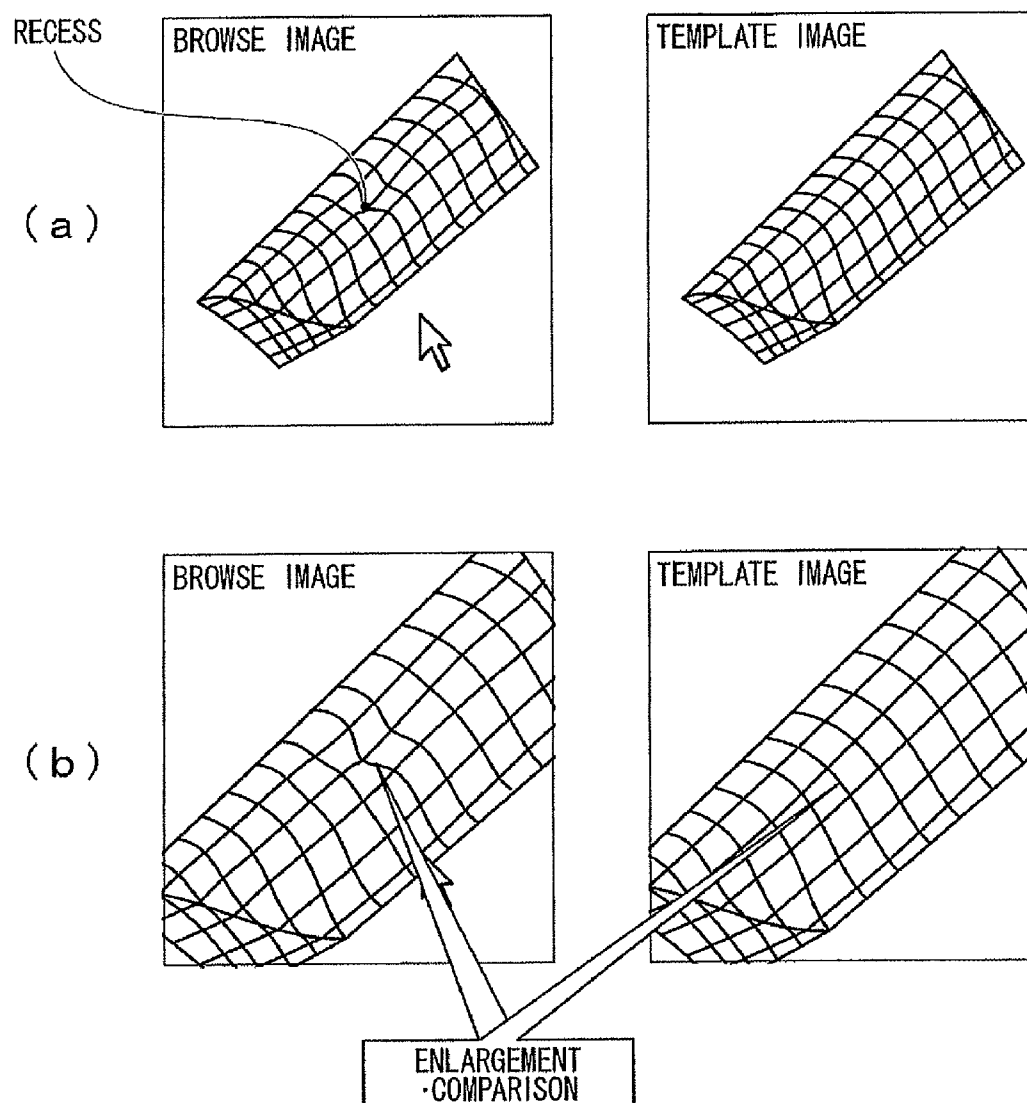 RECESS
BROWSE IMAGE
TEMPLATE IMAGE
(a)
BROWSE IMAGE
TEMPLATE IMAGE
(b)
ENLARGEMENT
·COMPARISON